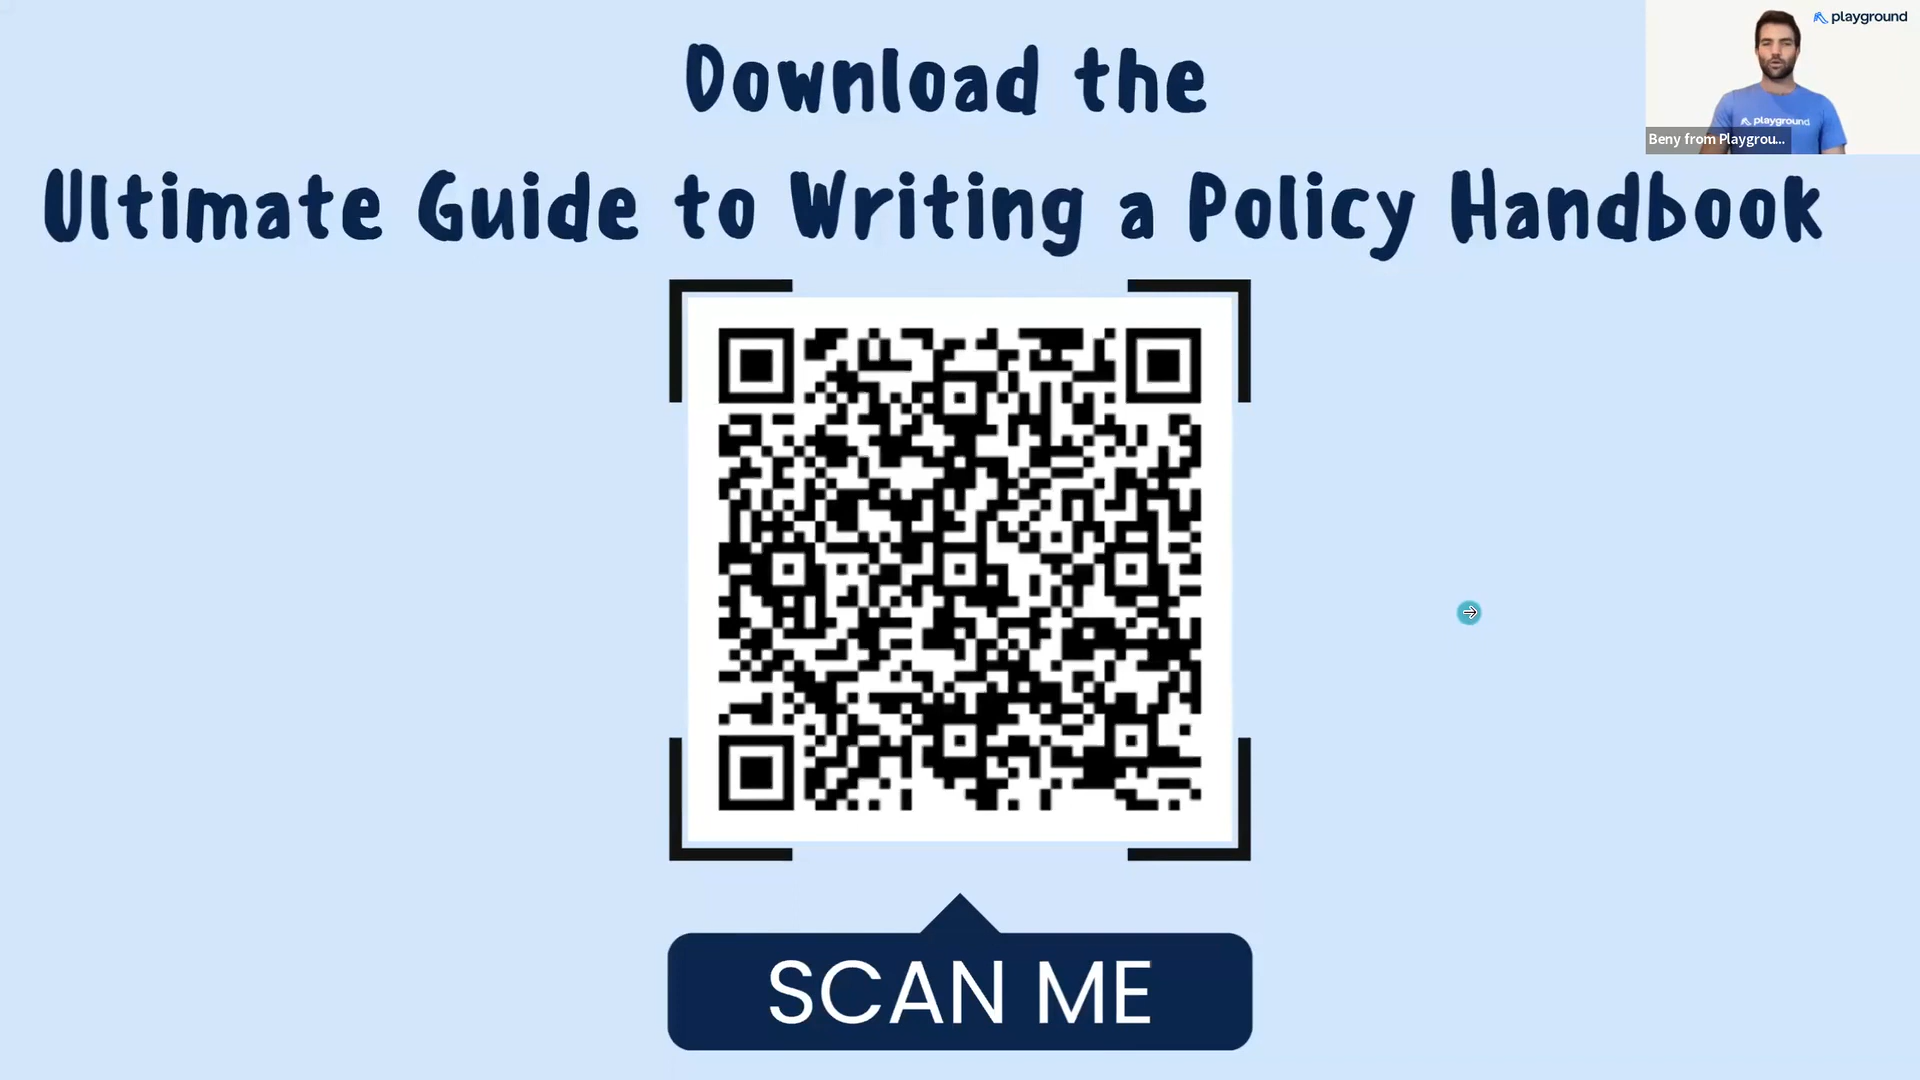 Download the
Ultimate Guide to Writing a Policy Handbook
playground
playground
Beny from Playgrou...
SCAN ME